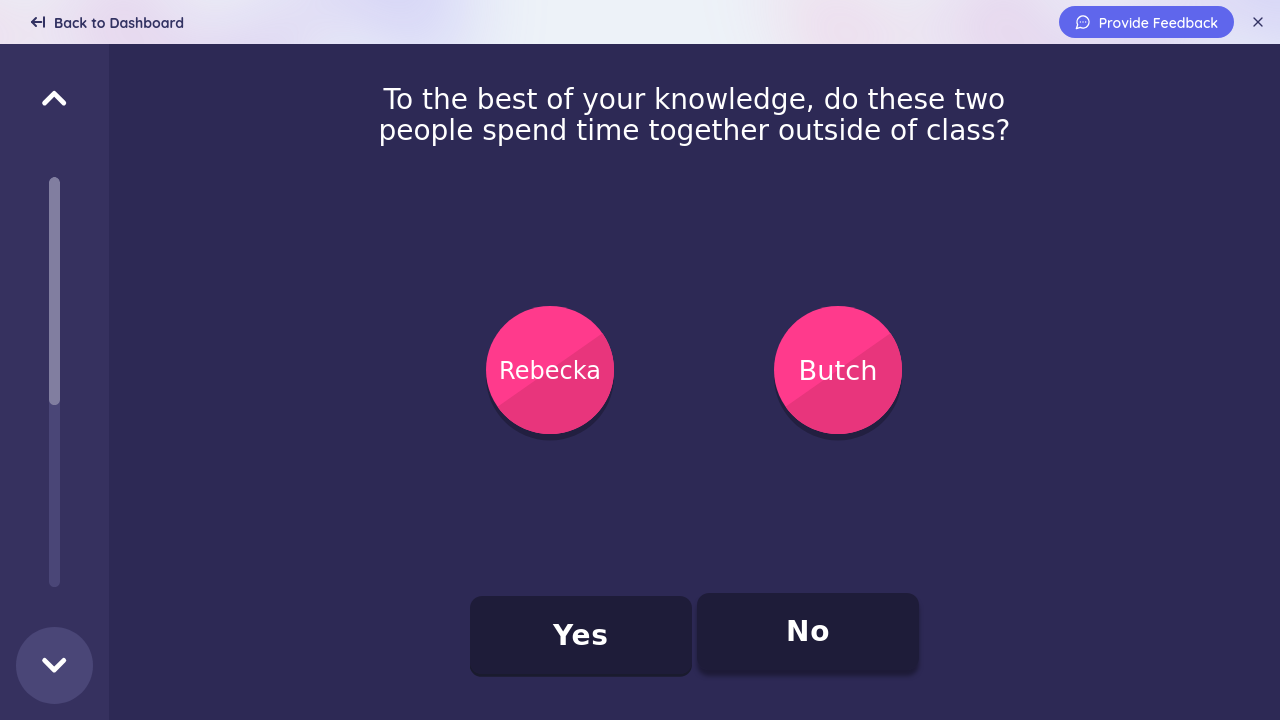 Back to Dashboard
Provide Feedback
To the best of your knowledge, do these two
people spend time together outside of class?
Rebecka
Butch
Yes
No